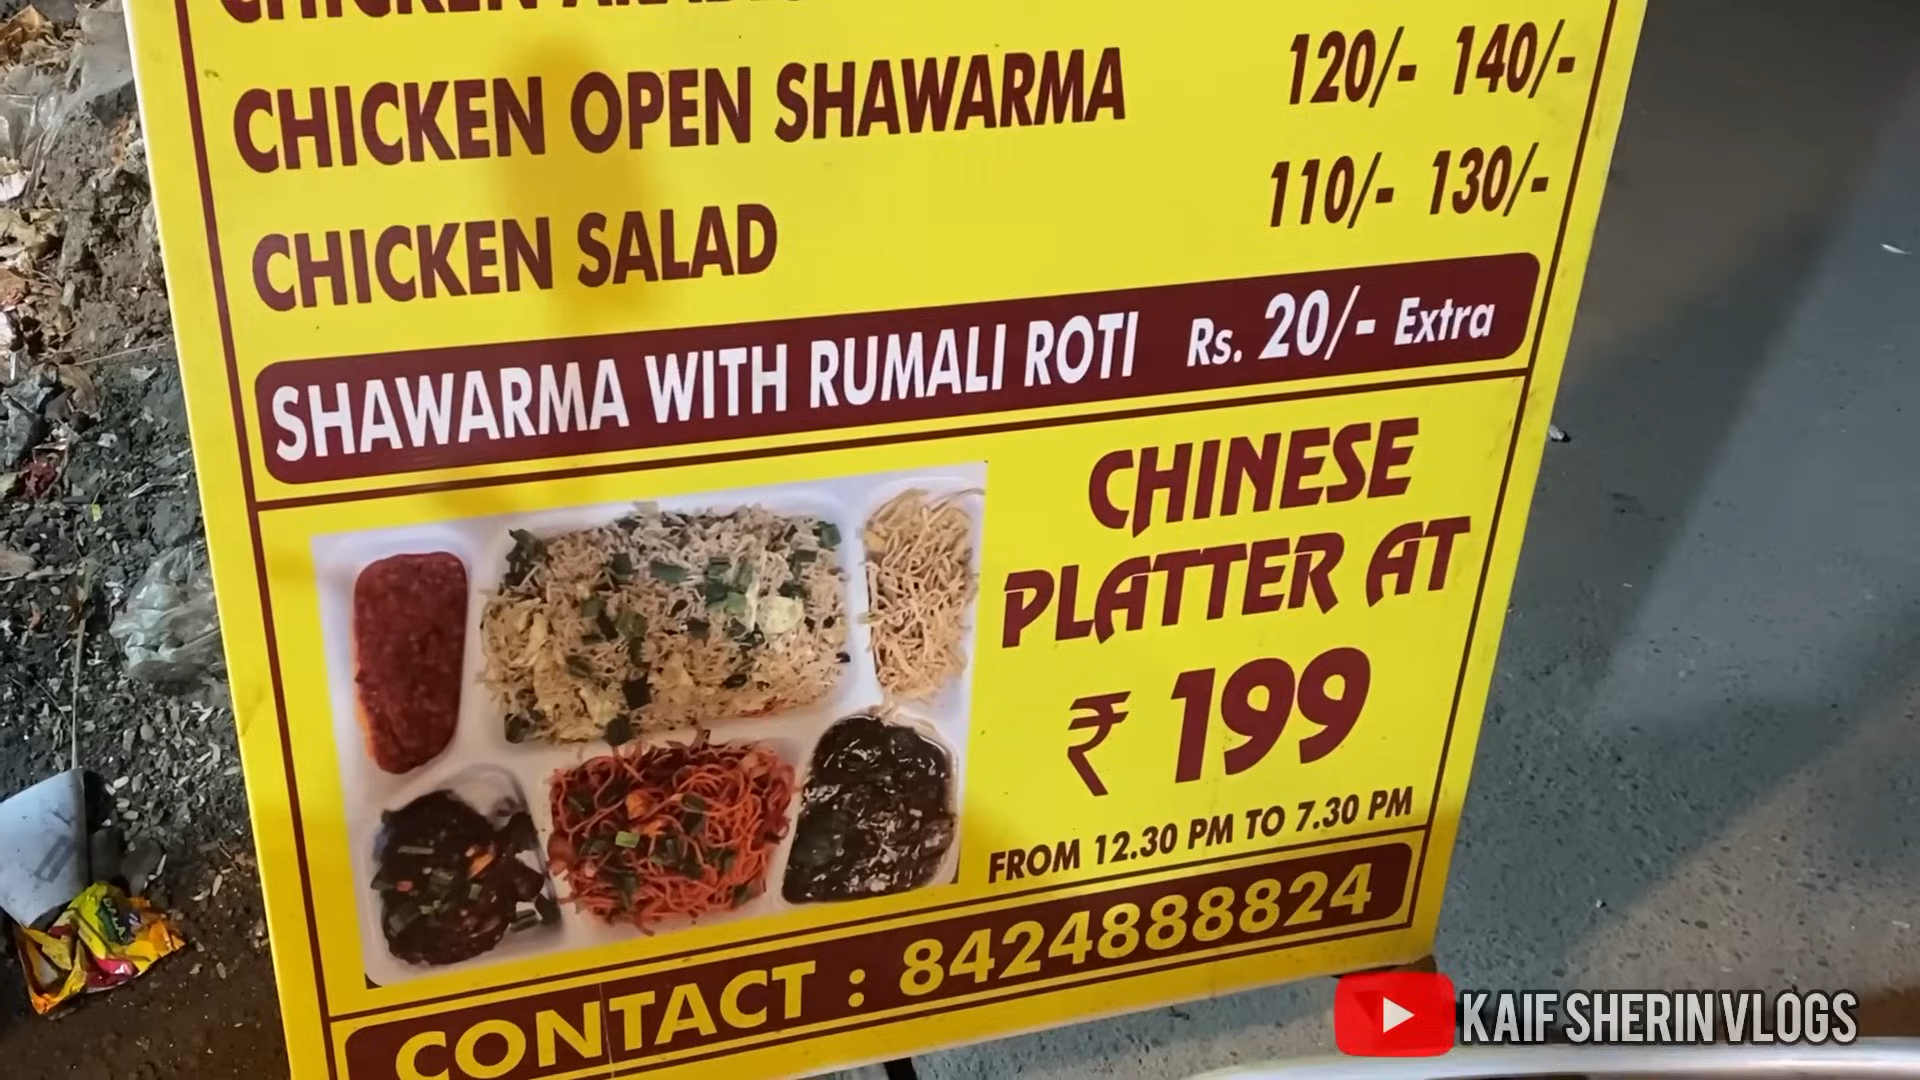 CHICKEN
CHICKEN OPEN SHAWARMA 120/- 140/-
CHICKEN SALAD 110/- 130/-
SHAWARMA WITH RUMALI ROTI Rs. 20/- Extra
CHINESE
PLATTER AT
₹ 199
FROM 12.30 PM TO 7.30 PM
CONTACT : 8424888824
KAIF SHERIN VLOGS